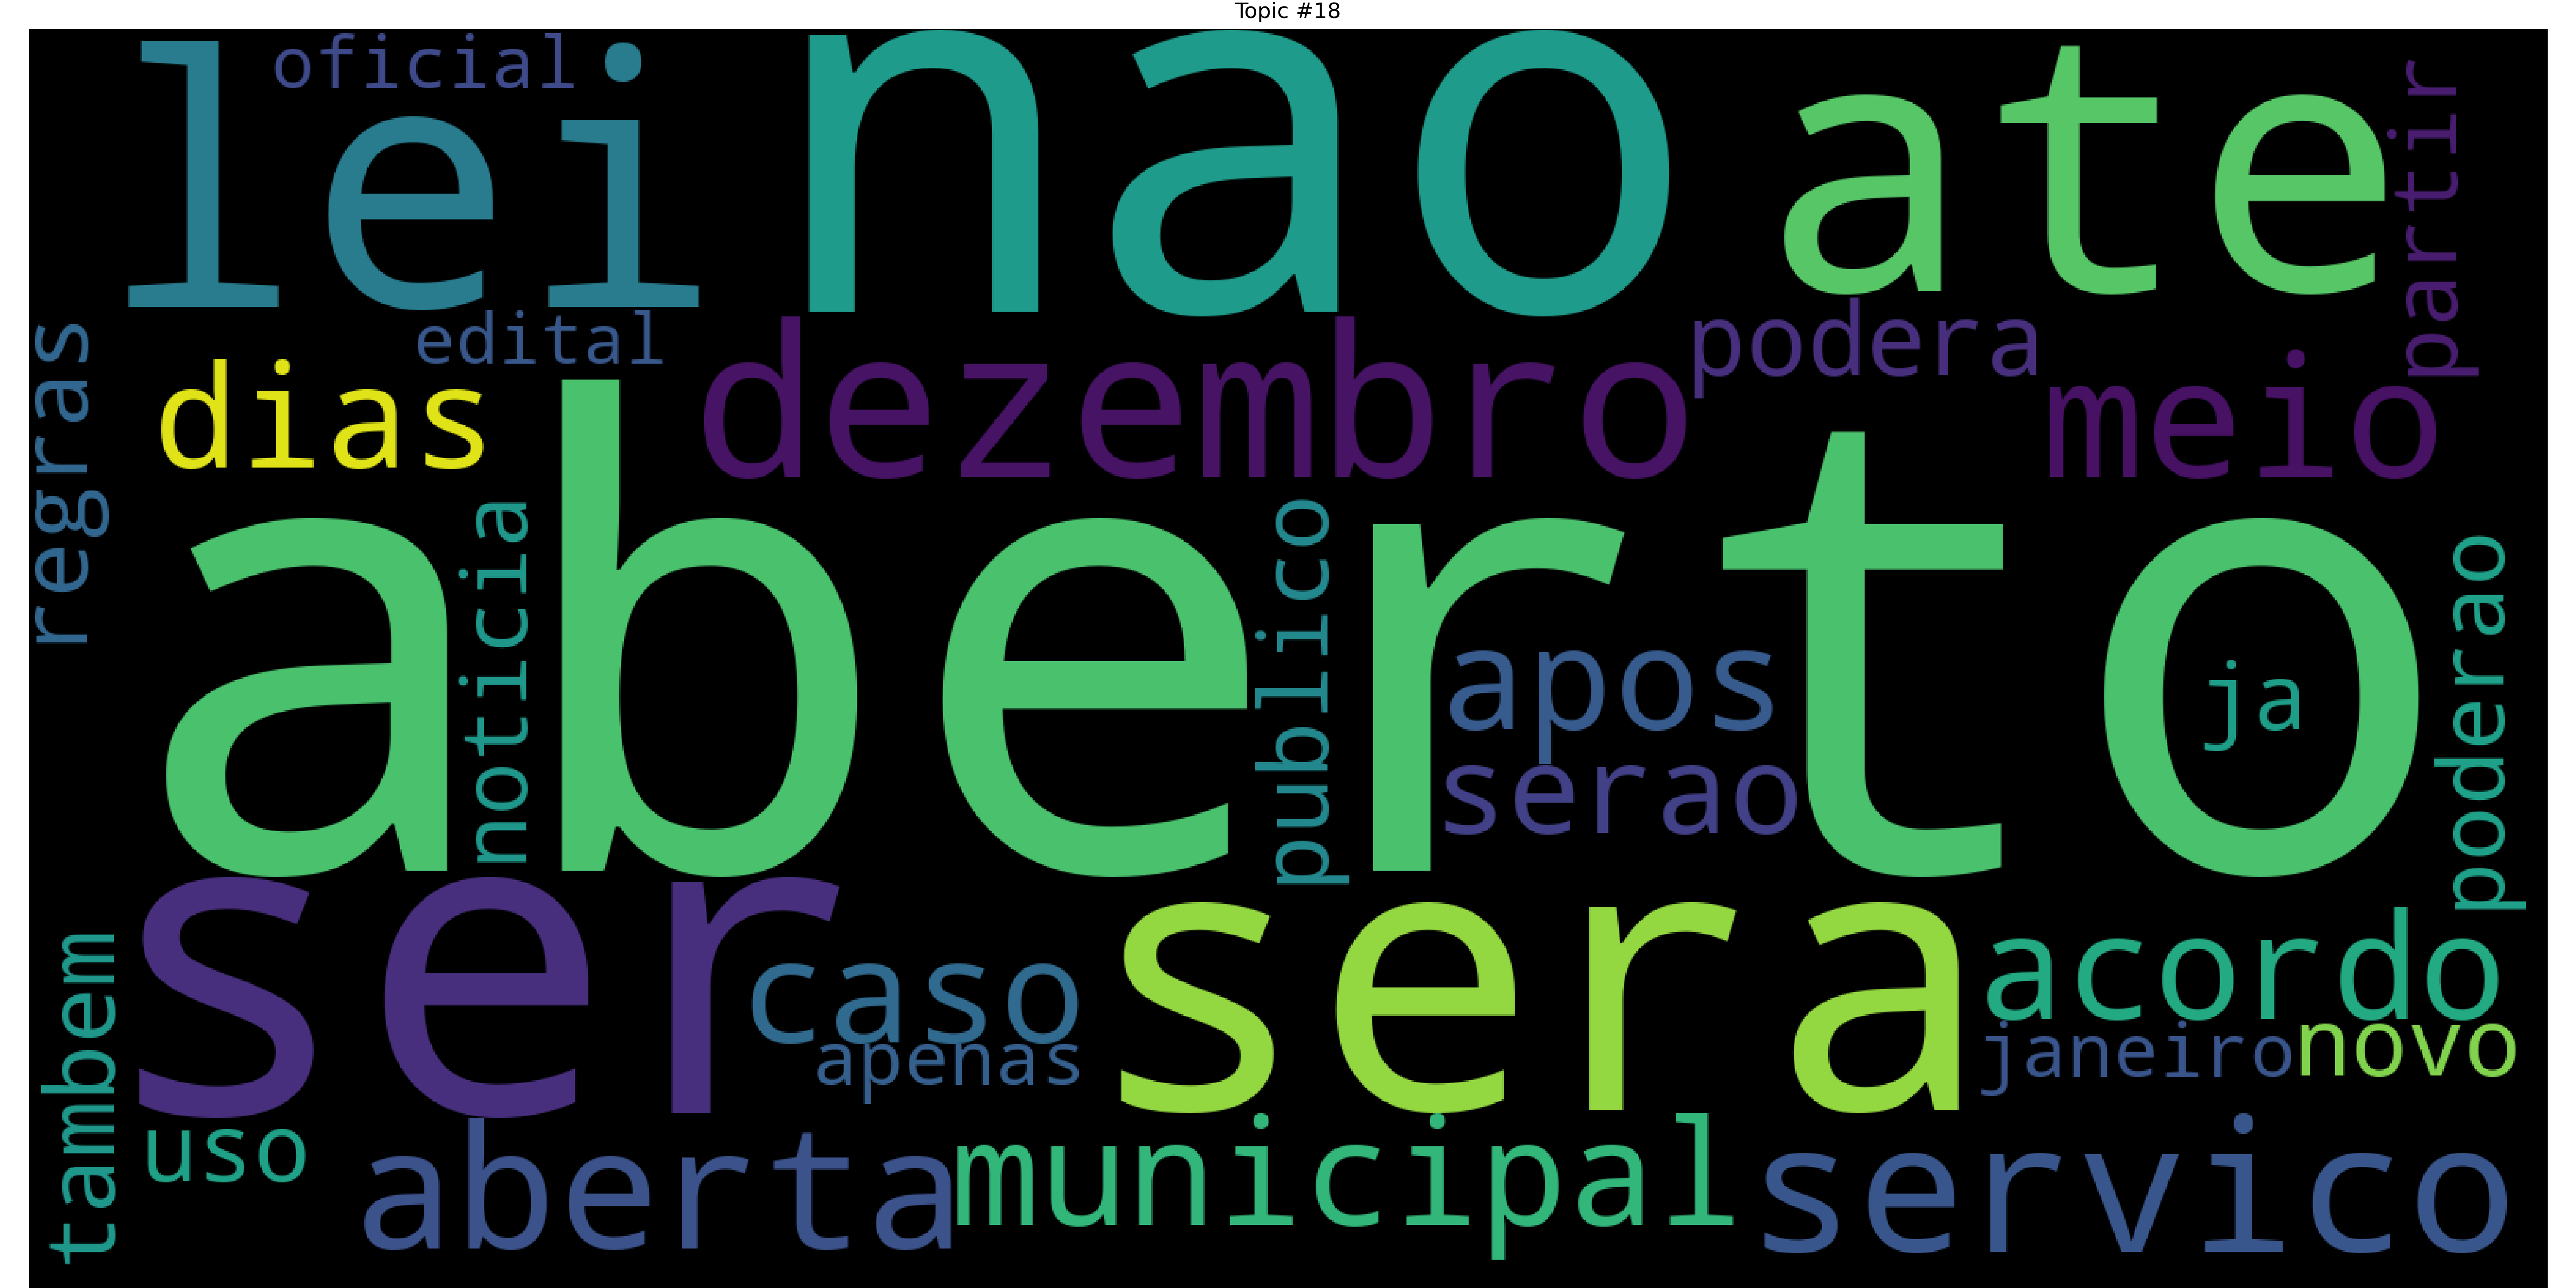 Topic #18
oficial
lei
nao
ate
partir
edital
dias
dezembro
podera
meio
regras
aberto
noticia
publico
apos
serao
ja
poderao
ser
sera
caso
apenas
acordo
janeiro
novo
tambem
uso
aberta
municipal
servico